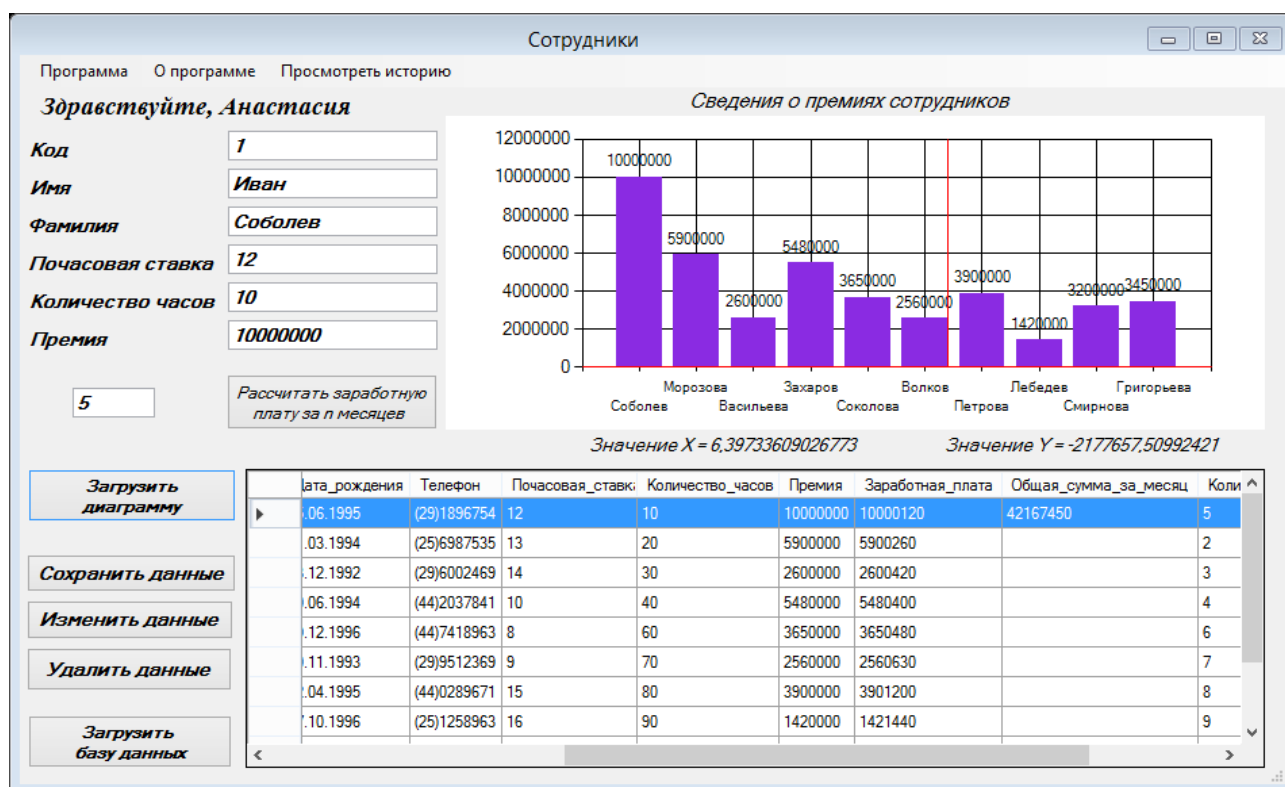 Сотрудники
Программа О программе Просмотреть историю
Здравствуйте, Анастасия
Код 1
Имя Иван
Фамилия Соболев
Почасовая ставка 12
Количество часов 10
Премия 10000000
5 Рассчитать заработную
плату за n месяцев
Сведения о премиях сотрудников
12000000
10000000
8000000
6000000
4000000
2000000
0
10000000
5900000
2600000
5480000
3650000
2560000
3900000
1420000
3200000
3450000
Морозова Захаров Волков Лебедев Григорьева
Соболев Васильева Соколова Петрова Смирнова
Значение X = 6,39733609026773 Значение Y = -2177657,50992421
Загрузить
диаграмму
Сохранить данные
Изменить данные
Удалить данные
Загрузить
базу данных
ата_рождения Телефон Почасовая_ставка Количество_часов Премия Заработная_плата Общая_сумма_за_месяц Коли
.06.1995 (29)1896754 12 10 10000000 10000120 42167450 5
.03.1994 (25)6987535 13 20 5900000 5900260 2
.12.1992 (29)6002469 14 30 2600000 2600420 3
.06.1994 (44)2037841 10 40 5480000 5480400 4
.12.1996 (44)7418963 8 60 3650000 3650480 6
.11.1993 (29)9512369 9 70 2560000 2560630 7
.04.1995 (44)0289671 15 80 3900000 3901200 8
.10.1996 (25)1258963 16 90 1420000 1421440 9